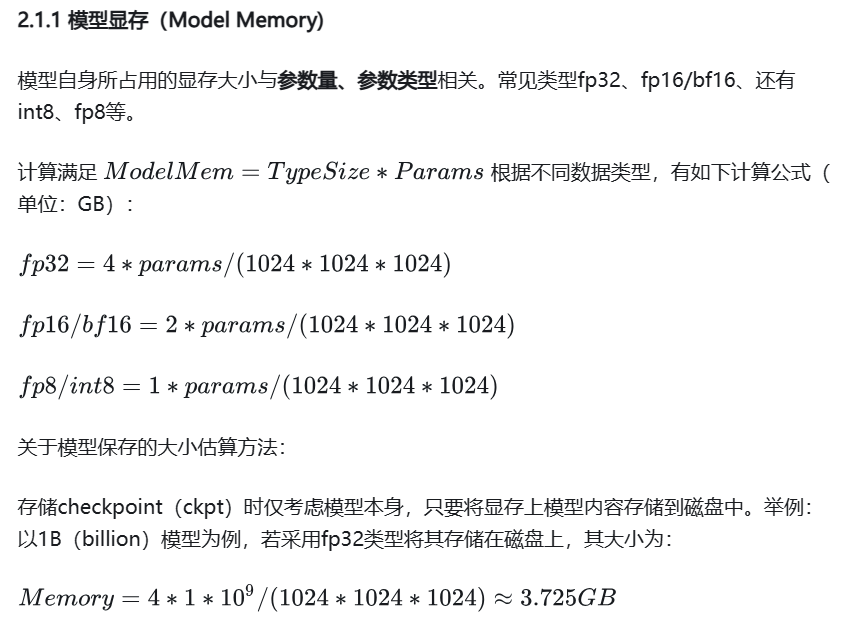 2.1.1 模型显存（Model Memory)
模型自身所占用的显存大小与参数量、参数类型相关。常见类型fp32、fp16/bf16、还有
int8、fp8等。
计算满足 ModelMem = TypeSize * Params 根据不同数据类型，有如下计算公式（
单位：GB）：
fp32 = 4 * params/(1024 * 1024 * 1024)
fp16/bf16 = 2 * params/(1024 * 1024 * 1024)
fp8/int8 = 1 * params/(1024 * 1024 * 1024)
关于模型保存的大小估算方法：
存储checkpoint（ckpt）时仅考虑模型本身，只要将显存上模型内容存储到磁盘中。举例：
以1B（billion）模型为例，若采用fp32类型将其存储在磁盘上，其大小为：
Memory = 4 * 1 * 10⁹/(1024 * 1024 * 1024) ≈ 3.725GB